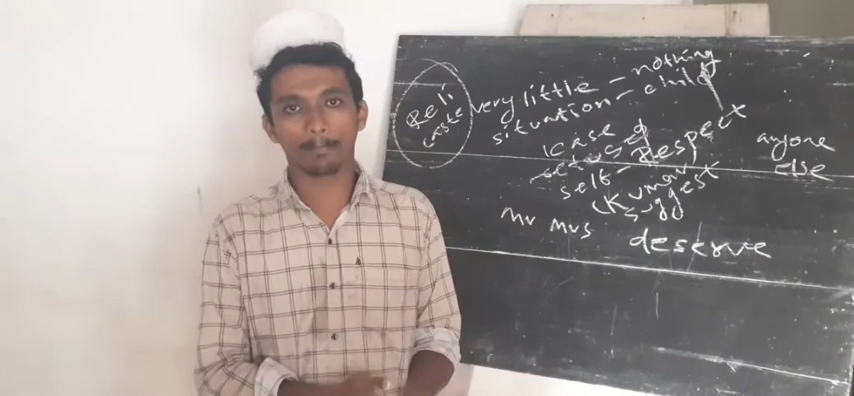 Reli
caste
very little - nothing
situation - child
case
refused
self - Respect
(Kumar
suggest
mr mrs
deserve
anyone
else